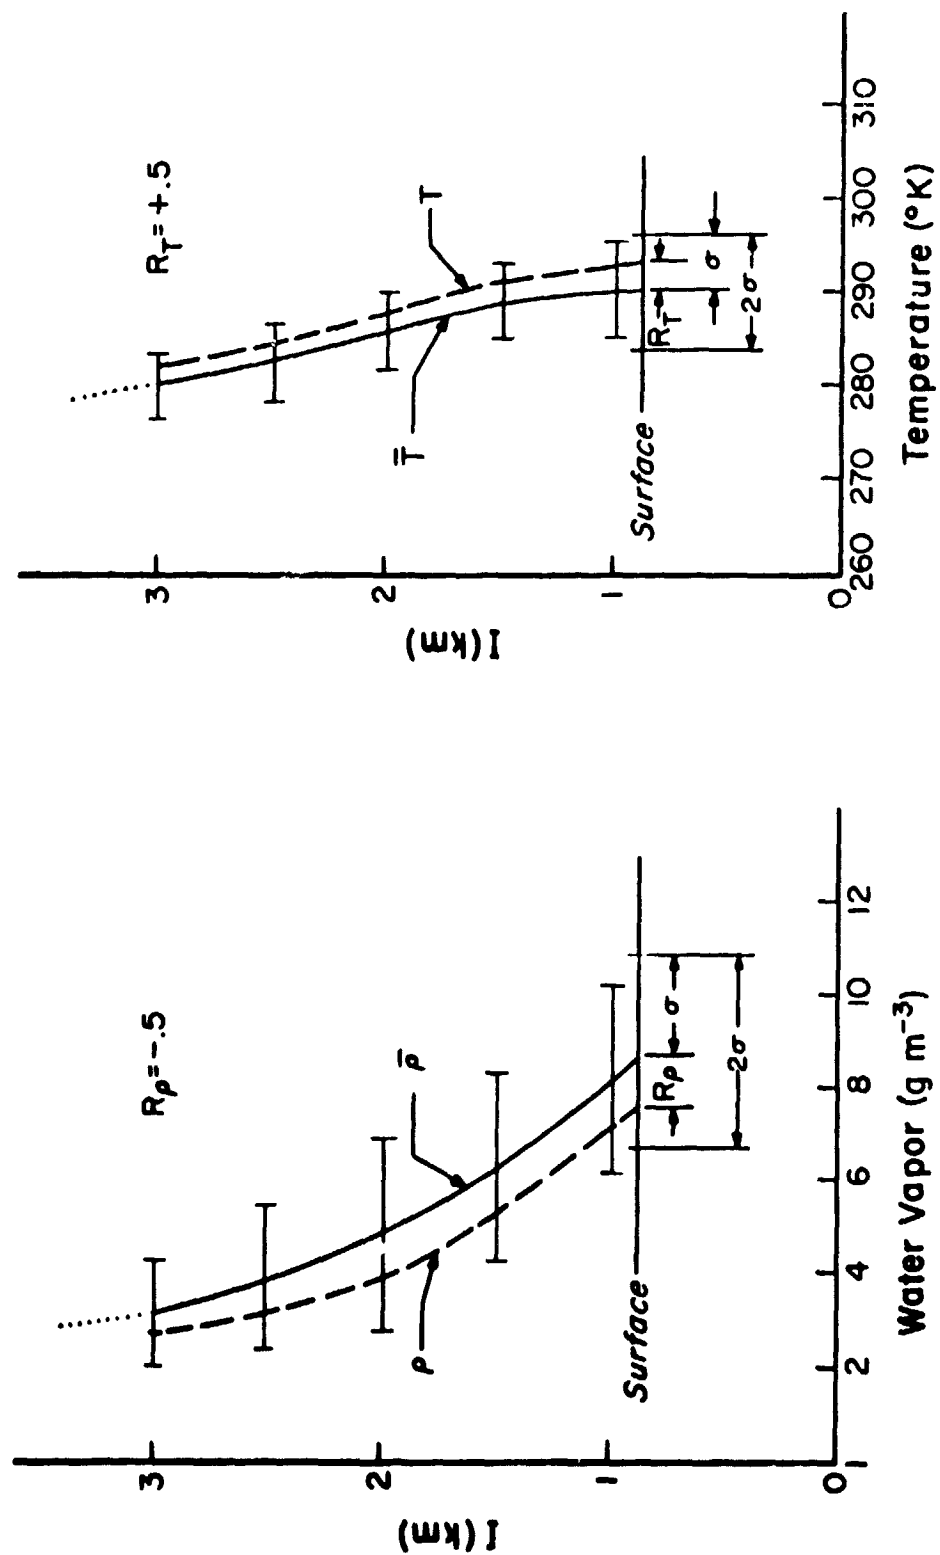 R_ρ=-.5
3
2
1
0
I(km)
ρ̄
ρ
Surface
R_ρ
σ
2σ
2
4
6
8
10
12
Water Vapor (g m⁻³)
R_T=+.5
3
2
1
0
I(km)
T
T̄
Surface
R_T
σ
2σ
260
270
280
290
300
310
Temperature (°K)